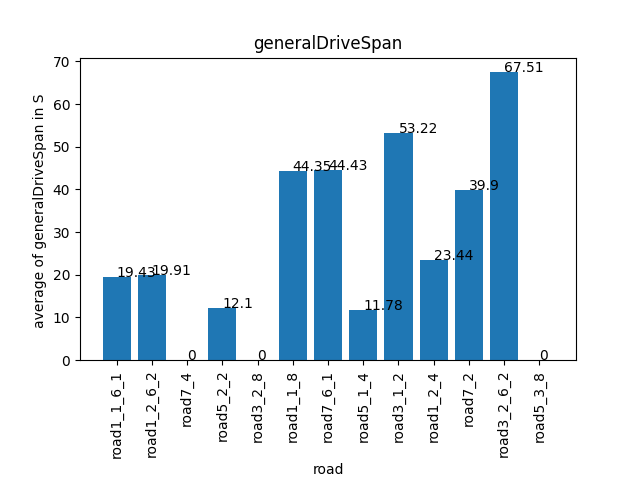 generalDriveSpan
average of generalDriveSpan in S
70
60
50
40
30
20
10
0
19.43
19.91
0
12.1
0
44.35
44.43
11.78
53.22
23.44
39.9
67.51
0
road1_1_6_1
road1_2_6_2
road7_4
road5_2_2
road3_2_8
road1_1_8
road7_6_1
road5_1_4
road3_1_2
road1_2_4
road7_2
road3_2_6_2
road5_3_8
road